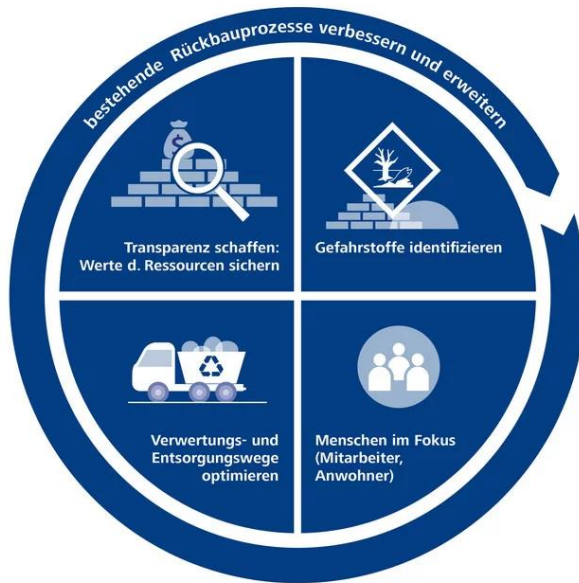 bestehende Rückbauprozesse verbessern und erweitern
$
Transparenz schaffen:
Werte d. Ressourcen sichern
Gefahrstoffe identifizieren
Verwertungs- und
Entsorgungswege
optimieren
Menschen im Fokus
(Mitarbeiter,
Anwohner)